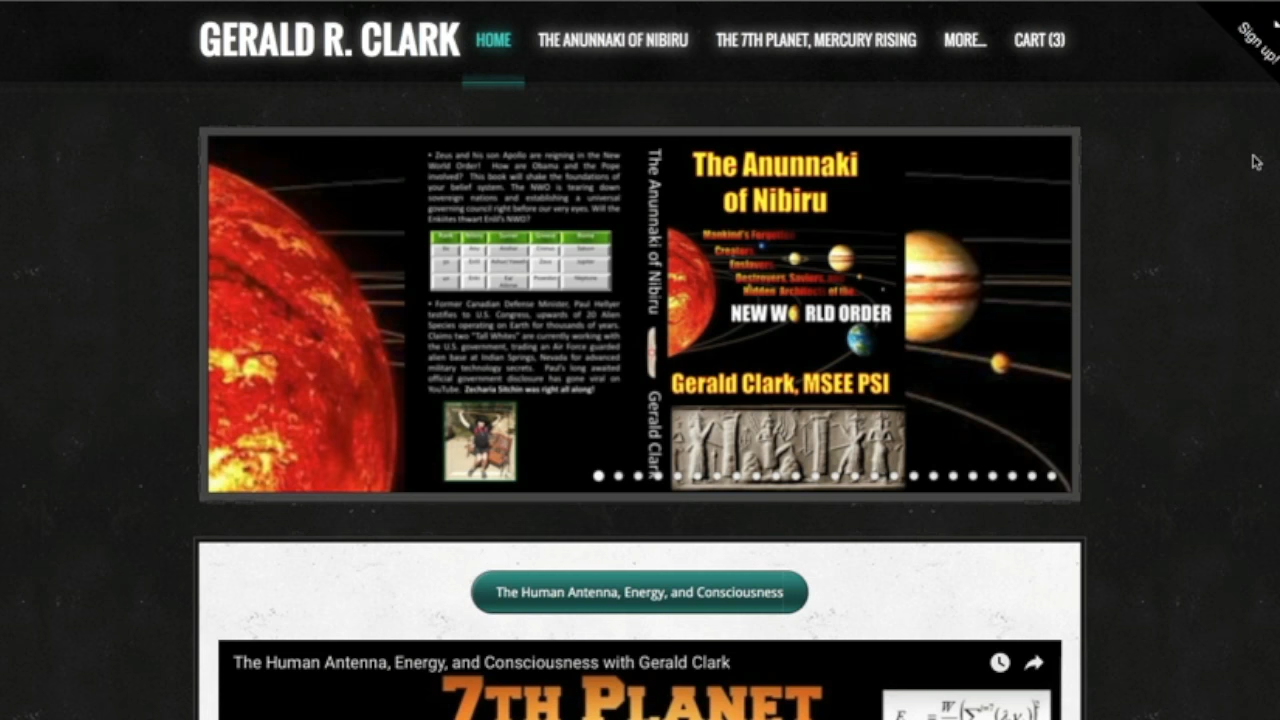 GERALD R. CLARK
HOME
THE ANUNNAKI OF NIBIRU
THE 7TH PLANET, MERCURY RISING
MORE...
CART (3)
Sign up!
• Zeus and his son Apollo are reigning in the New
World Order! How are Obama and the Pope
involved? This book will shake the foundations of
your belief system. The NWO is tearing down
sovereign nations and establishing a universal
governing council right before our very eyes. Will the
Enkiites thwart Enlil's NWO?
• Former Canadian Defense Minister, Paul Hellyer
testifies to U.S. Congress, upwards of 20 Alien
Species operating on Earth for thousands of years.
Claims two "Tall Whites" are currently working with
the U.S. government, trading an Air Force guarded
alien base at Indian Springs, Nevada for advanced
military technology secrets. Paul's long awaited
official government disclosure has gone viral on
YouTube. Zecharia Sitchin was right all along!
The Anunnaki of Nibiru
Gerald Clark
The Anunnaki
of Nibiru
Mankind's Forgotten
Creators,
Enslavers,
Destroyers, Saviors, and
Hidden Architects of the
NEW W RLD ORDER
Gerald Clark, MSEE PSI
The Human Antenna, Energy, and Consciousness
The Human Antenna, Energy, and Consciousness with Gerald Clark
7TH PLANET